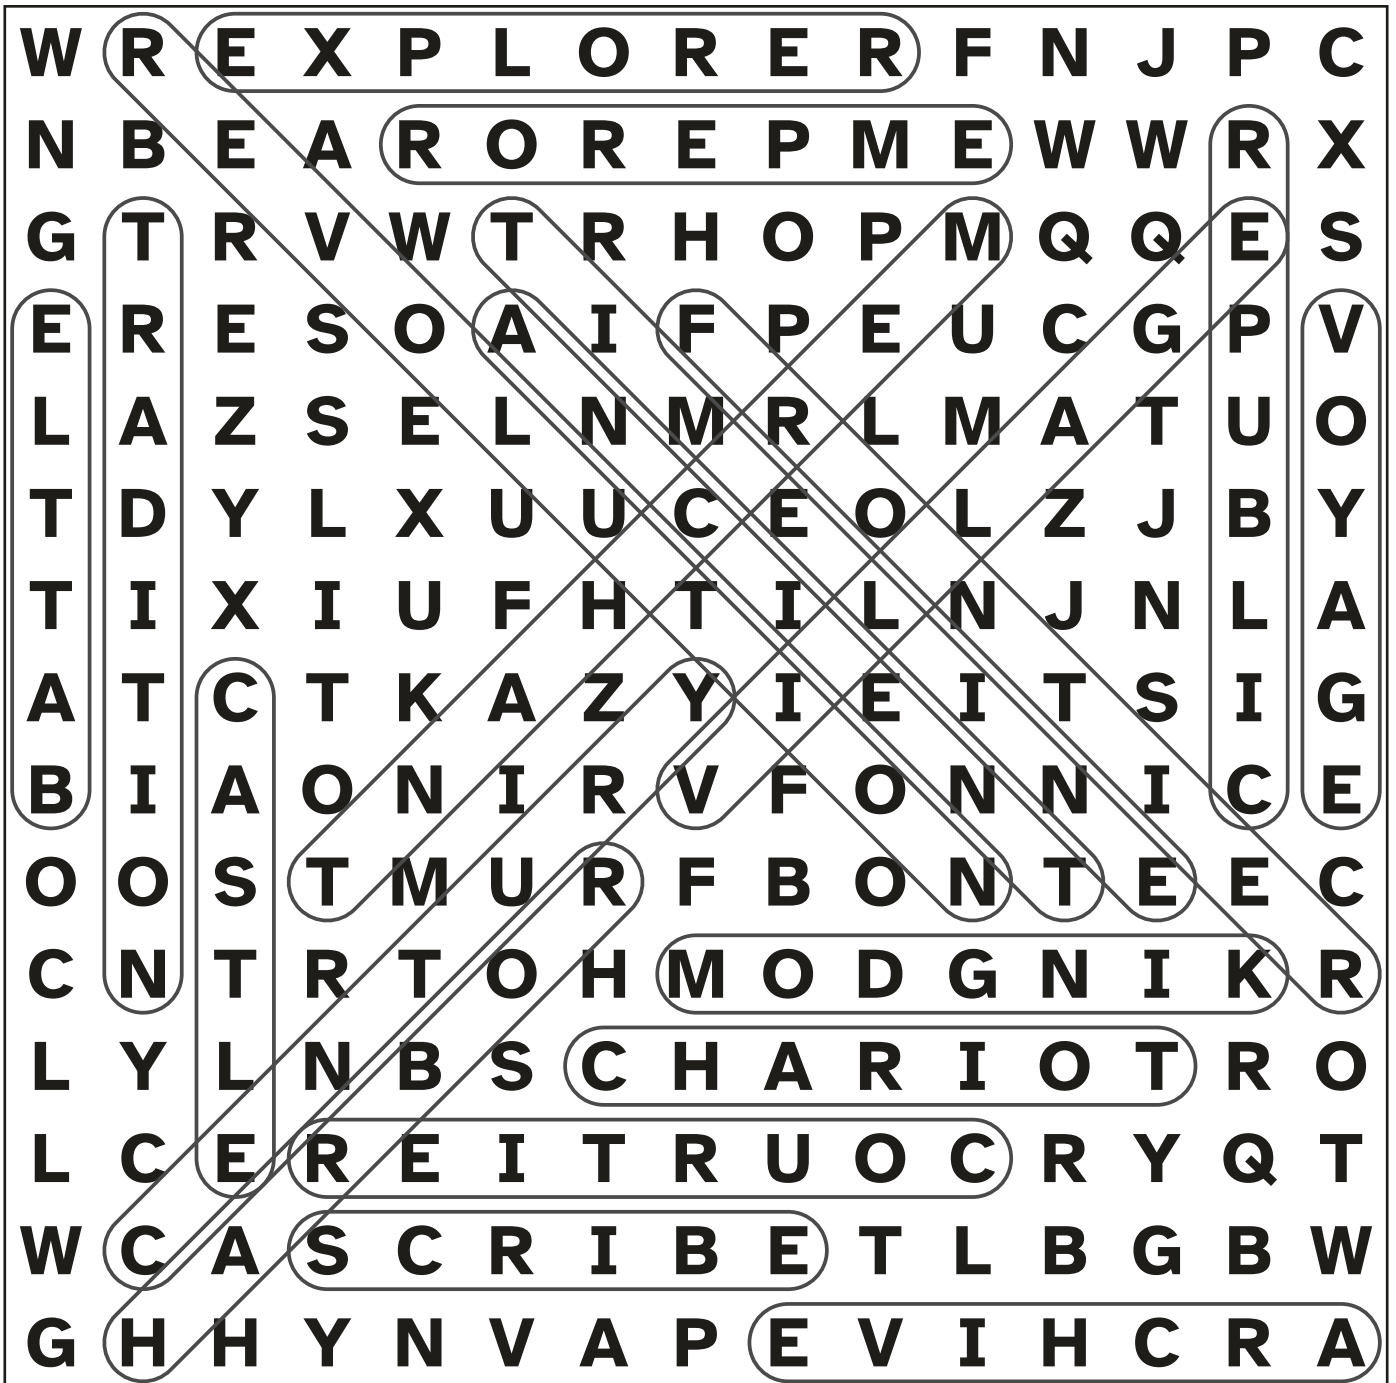 W R E X P L O R E R F N J P C
N B E A R O R E P M E W W R X
G T R V W T R H O P M Q Q E S
E R E S O A I F P E U C G P V
L A Z S E L N M R L M A T U O
T D Y L X U U C E O L Z J B Y
T I X I U F H T I L N J N L A
A T C T K A Z Y I E I T S I G
B I A O N I R V F O N N I C E
O O S T M U R F B O N T E E C
C N T R T O H M O D G N I K R
L Y L N B S C H A R I O T R O
L C E R E I T R U O C R Y Q T
W C A S C R I B E T L B G B W
G H H Y N V A P E V I H C R A